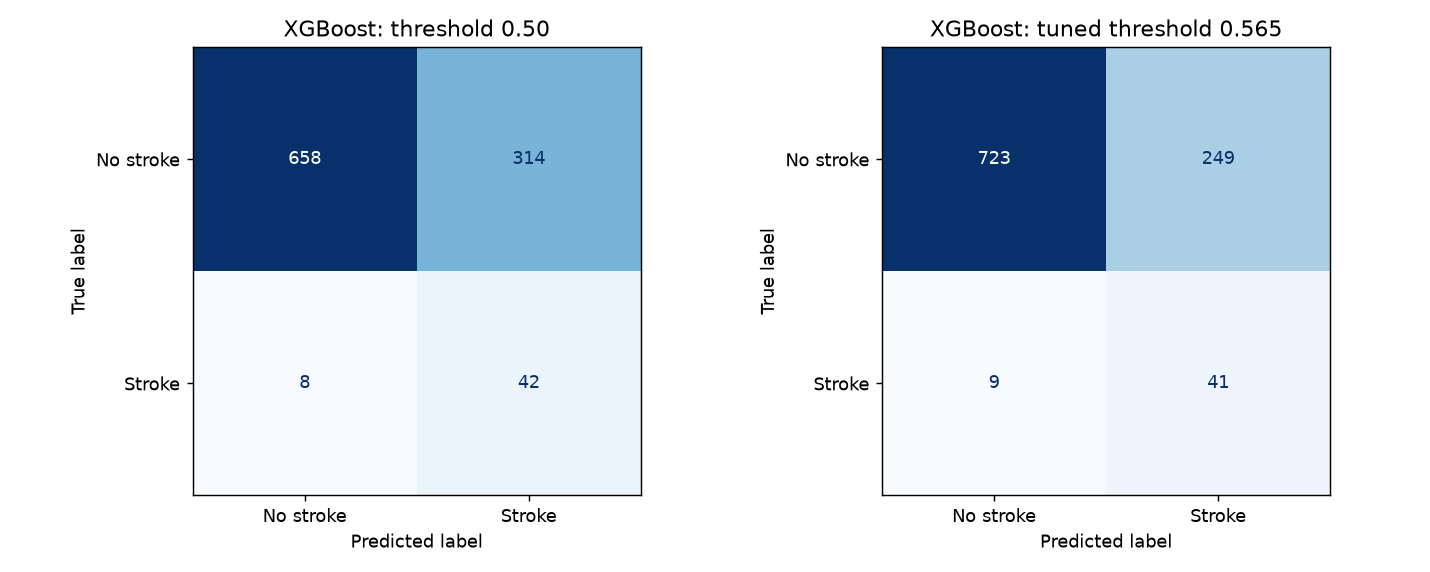 XGBoost: threshold 0.50
No stroke
658
314
Stroke
8
42
True label
No stroke
Stroke
Predicted label
XGBoost: tuned threshold 0.565
No stroke
723
249
Stroke
9
41
True label
No stroke
Stroke
Predicted label